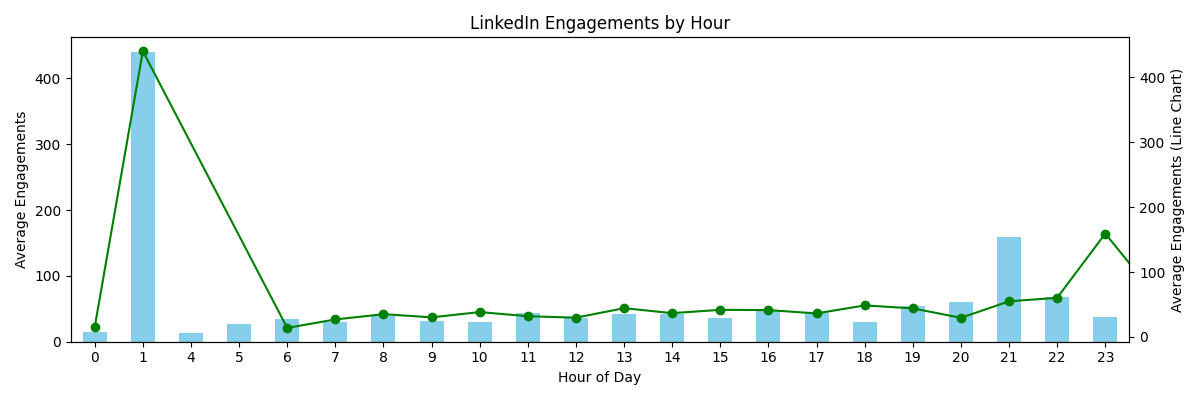 LinkedIn Engagements by Hour
Average Engagements
400
300
200
100
0
0 1 4 5 6 7 8 9 10 11 12 13 14 15 16 17 18 19 20 21 22 23
Hour of Day
400
300
200
100
0
Average Engagements (Line Chart)